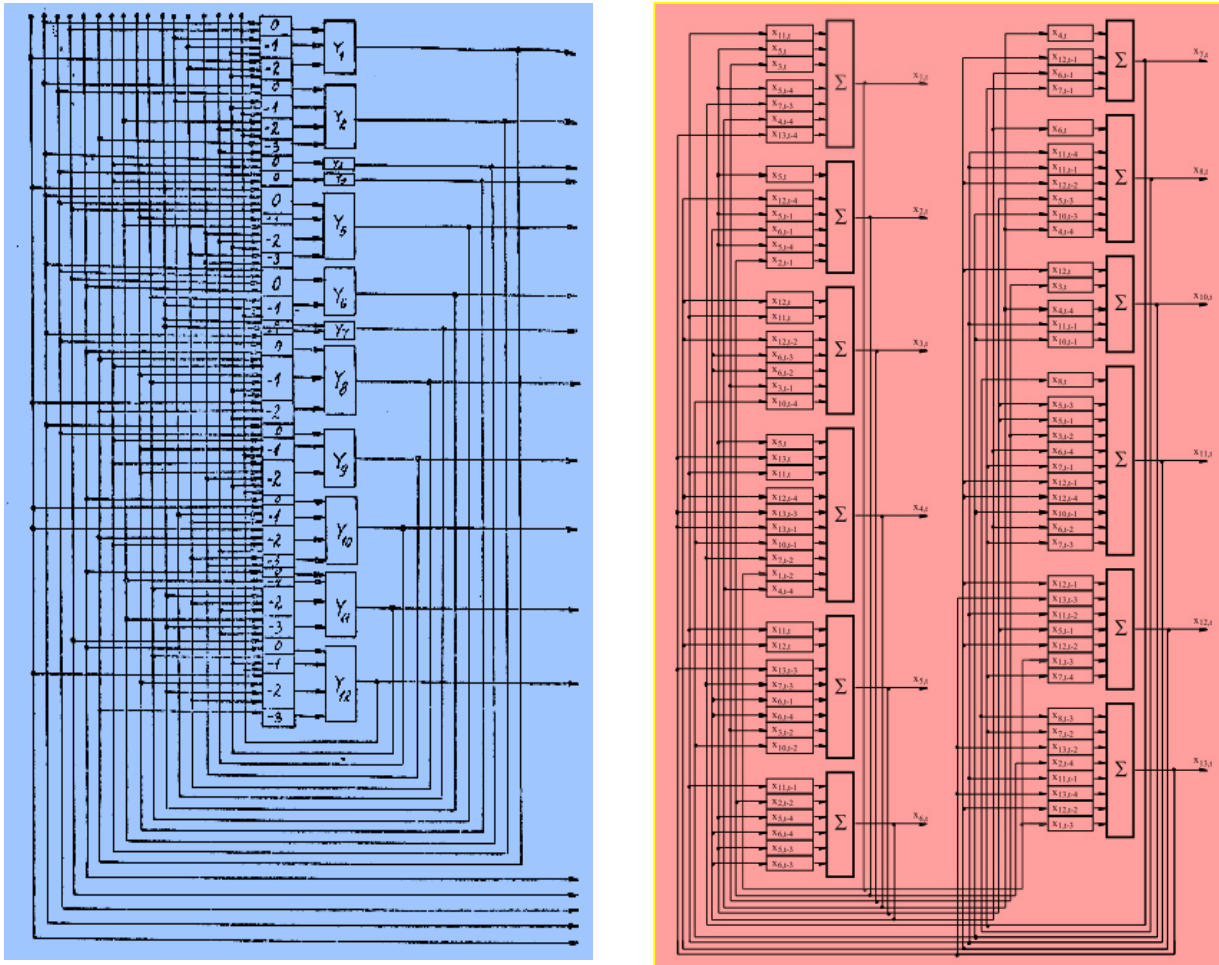 0
-1
-2
Y1
0
-1
-2
-3
Y2
0
0
0
-1
-2
-3
Y5
0
-1
Y6
Y7
0
-1
-2
Y8
0
-1
-2
Y9
0
-1
-2
Y10
-2
-3
Y11
0
-1
-2
-3
Y12
x11,t
x5,t
x3,t
x5,t-4
x7,t-3
x4,t-4
x13,t-4
Σ
x1,t
x5,t
x12,t-4
x5,t-1
x6,t-1
x5,t-4
x2,t-1
Σ
x2,t
x12,t
x11,t
x12,t-2
x6,t-3
x6,t-2
x3,t-1
x10,t-4
Σ
x3,t
x5,t
x13,t
x11,t
x12,t-4
x13,t-3
x13,t-1
x10,t-1
x7,t-2
x1,t-2
x4,t-4
Σ
x4,t
x11,t
x12,t
x13,t-3
x7,t-3
x6,t-1
x6,t-4
x3,t-2
x10,t-2
Σ
x5,t
x11,t-1
x2,t-2
x5,t-4
x6,t-4
x5,t-3
x6,t-3
Σ
x6,t
x4,t
x12,t-1
x6,t-1
x7,t-1
Σ
x7,t
x6,t
x11,t-4
x11,t-1
x12,t-2
x5,t-3
x10,t-3
x4,t-4
Σ
x8,t
x12,t
x3,t
x4,t-4
x11,t-1
x10,t-1
Σ
x10,t
x8,t
x5,t-3
x5,t-1
x3,t-2
x6,t-4
x7,t-1
x12,t-1
x12,t-4
x10,t-1
x6,t-2
x7,t-3
Σ
x11,t
x12,t-1
x13,t-3
x11,t-2
x5,t-1
x12,t-2
x1,t-3
x7,t-4
Σ
x12,t
x8,t-3
x7,t-2
x13,t-2
x2,t-4
x11,t-1
x13,t-4
x12,t-2
x1,t-3
Σ
x13,t